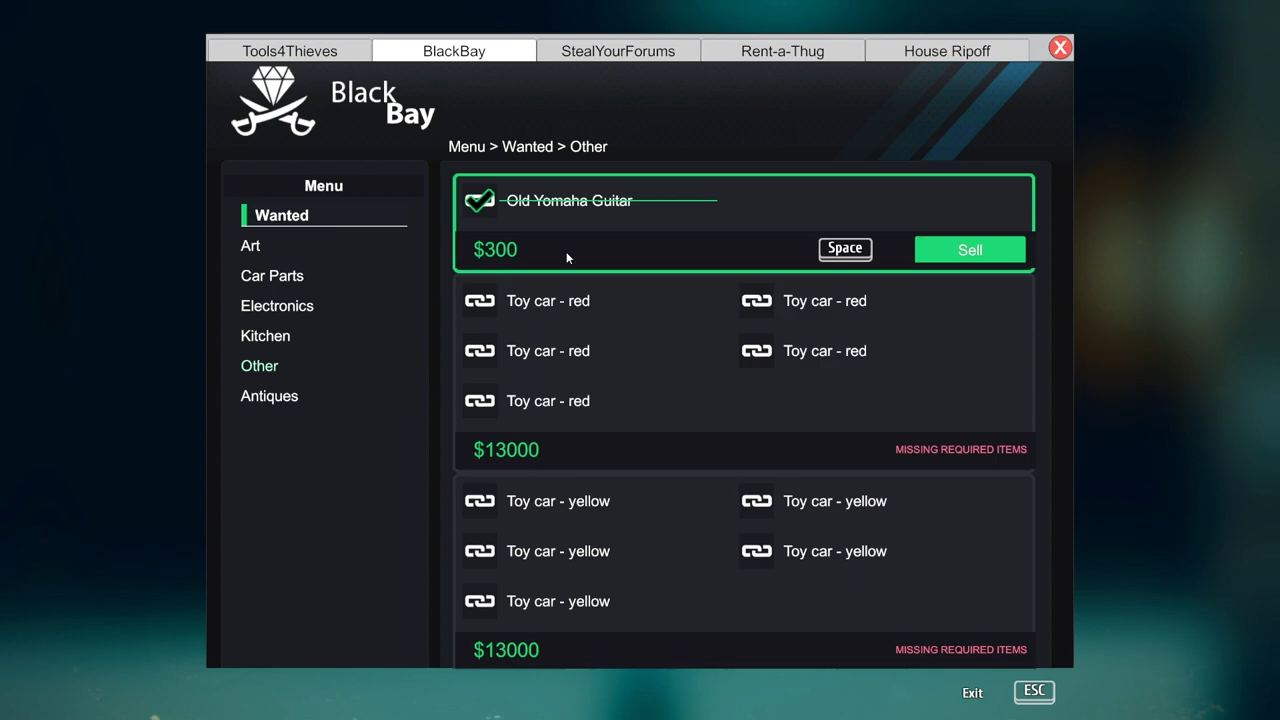 Tools4Thieves
BlackBay
StealYourForums
Rent-a-Thug
House Ripoff
X
Black
Bay
Menu > Wanted > Other
Menu
Wanted
Art
Car Parts
Electronics
Kitchen
Other
Antiques
Old Yomaha Guitar
$300
Space
Sell
Toy car - red
Toy car - red
Toy car - red
Toy car - red
Toy car - red
$13000
MISSING REQUIRED ITEMS
Toy car - yellow
Toy car - yellow
Toy car - yellow
Toy car - yellow
Toy car - yellow
$13000
MISSING REQUIRED ITEMS
Exit
ESC